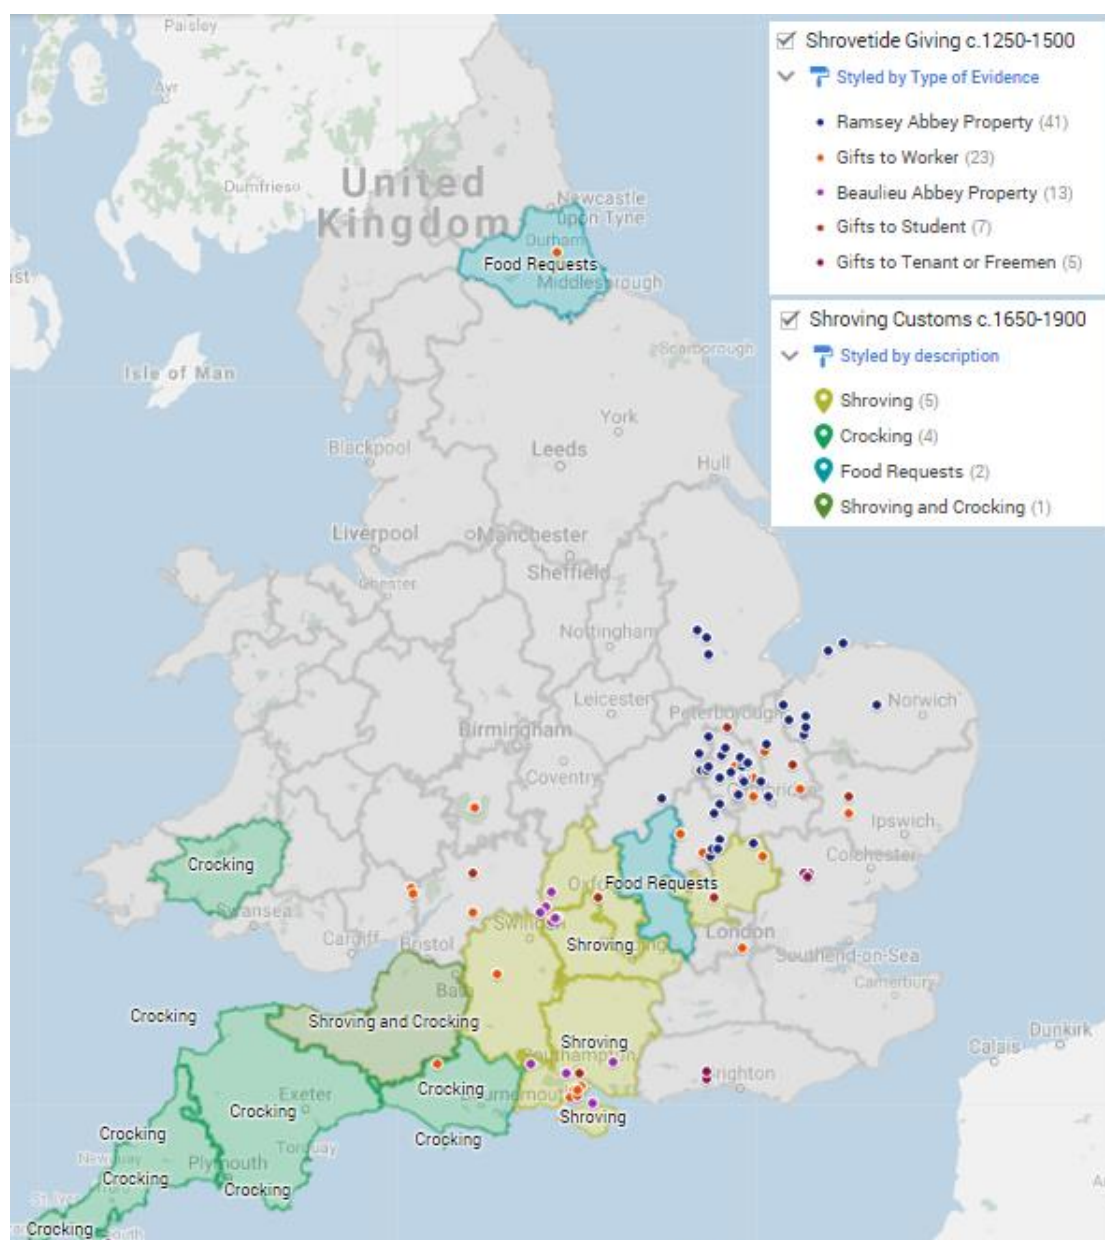 Shrovetide Giving c.1250-1500
Styled by Type of Evidence
Ramsey Abbey Property (41)
Gifts to Worker (23)
Beaulieu Abbey Property (13)
Gifts to Student (7)
Gifts to Tenant or Freemen (5)
Shroving Customs c.1650-1900
Styled by description
Shroving (5)
Crocking (4)
Food Requests (2)
Shroving and Crocking (1)
Paisley
Ayr
Dumfries
United
Kingdom
Newcastle
upon Tyne
Durham
Food Requests
Middlesbrough
Scarborough
Isle of Man
York
Blackpool
Leeds
Hull
Liverpool
Manchester
Sheffield
Chester
Nottingham
Leicester
Peterborough
Norwich
Birmingham
Coventry
Ipswich
Colchester
Crocking
Food Requests
Swansea
Cardiff
Bristol
Shroving
London
Southend-on-Sea
Canterbury
Crocking
Shroving and Crocking
Shroving
Southampton
Calais
Dunkirk
Brighton
Crocking
Exeter
Crocking
Shroving
Crocking
Crocking
Torquay
Plymouth
Crocking
Crocking
Crocking